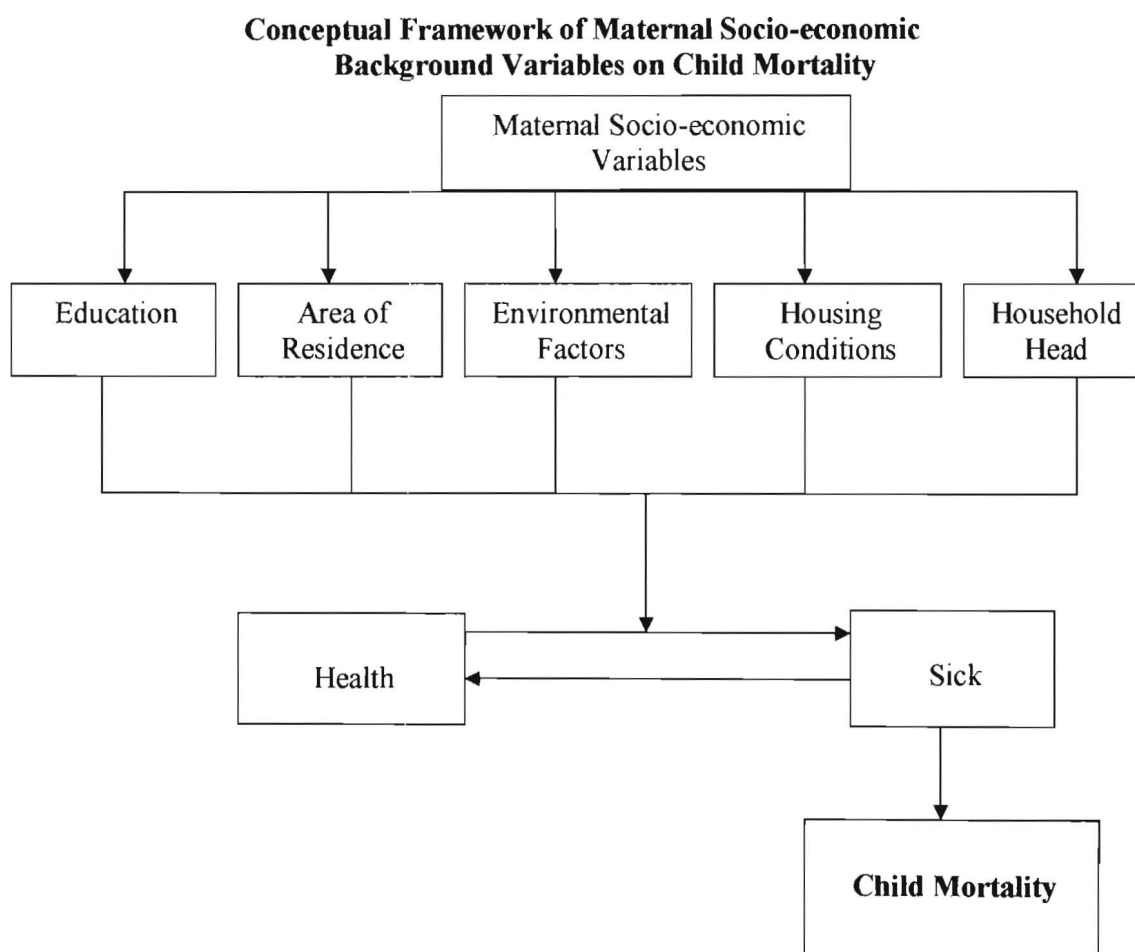 Conceptual Framework of Maternal Socio-economic
Background Variables on Child Mortality
Maternal Socio-economic
Variables
Education
Area of
Residence
Environmental
Factors
Housing
Conditions
Household
Head
Health
Sick
Child Mortality